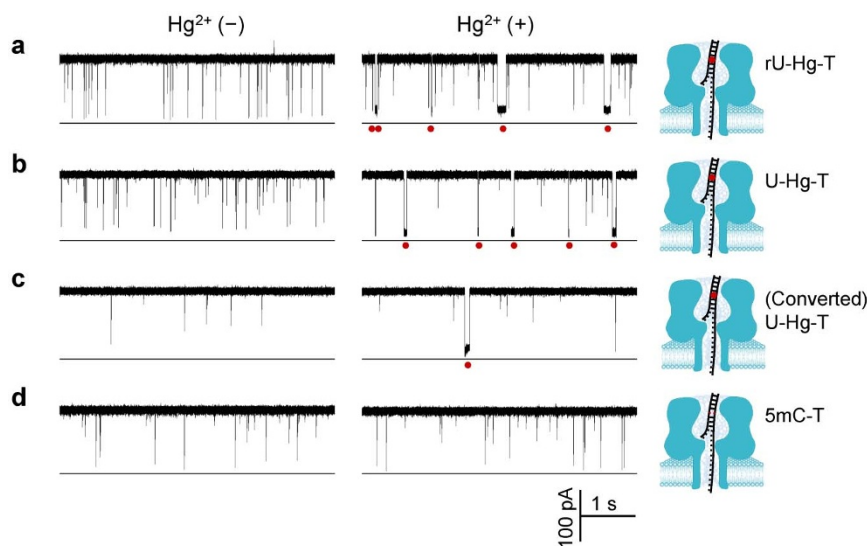 Hg²⁺ (−) Hg²⁺ (+)
a rU-Hg-T
b U-Hg-T
c (Converted)
U-Hg-T
d 5mC-T
100 pA 1 s